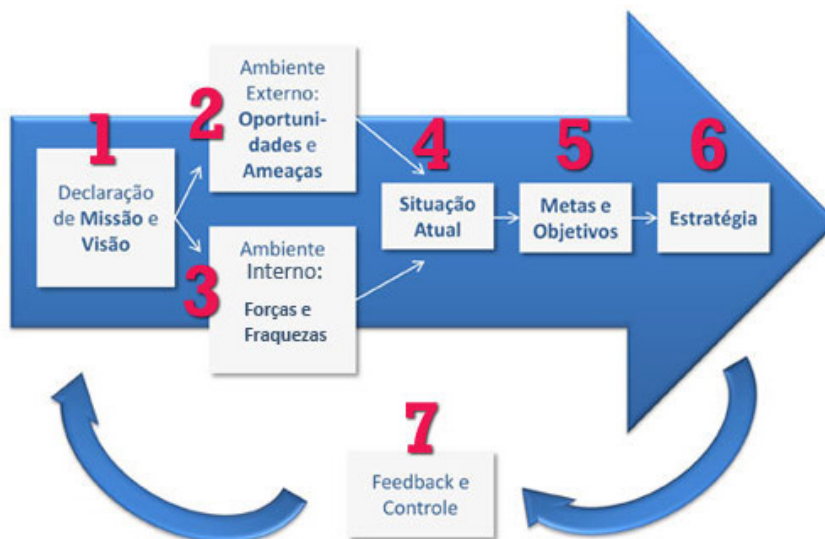 1
Declaração
de Missão e
Visão
2
Ambiente
Externo:
Oportuni-
dades e
Ameaças
3
Ambiente
Interno:
Forças e
Fraquezas
4
Situação
Atual
5
Metas e
Objetivos
6
Estratégia
7
Feedback e
Controle